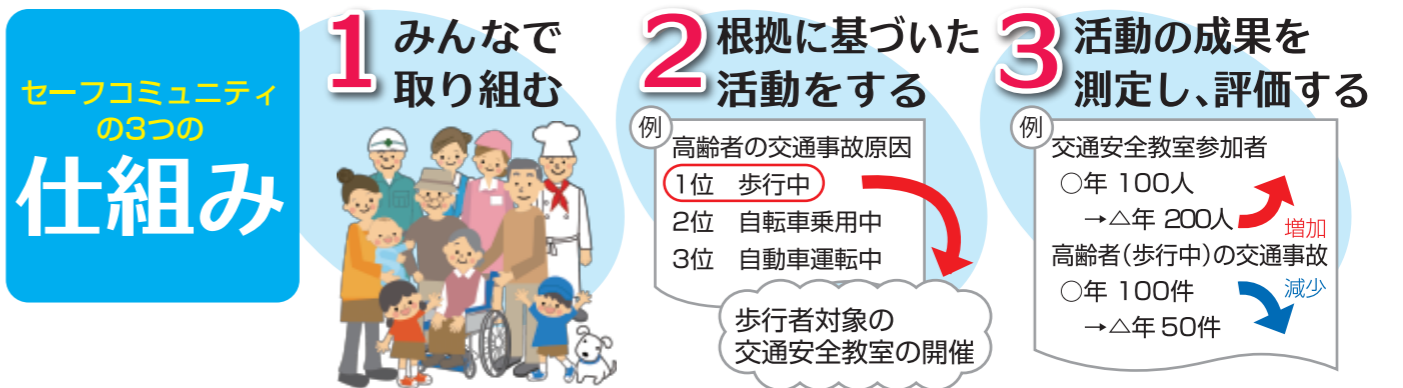 セーフコミュニティ
の3つの
仕組み
1 みんなで
取り組む
2 根拠に基づいた
活動をする
例
高齢者の交通事故原因
1位 歩行中
2位 自転車乗用中
3位 自動車運転中
歩行者対象の
交通安全教室の開催
3 活動の成果を
測定し、評価する
例
交通安全教室参加者
○年 100人
→△年 200人
増加
高齢者(歩行中)の交通事故
○年 100件
→△年 50件
減少